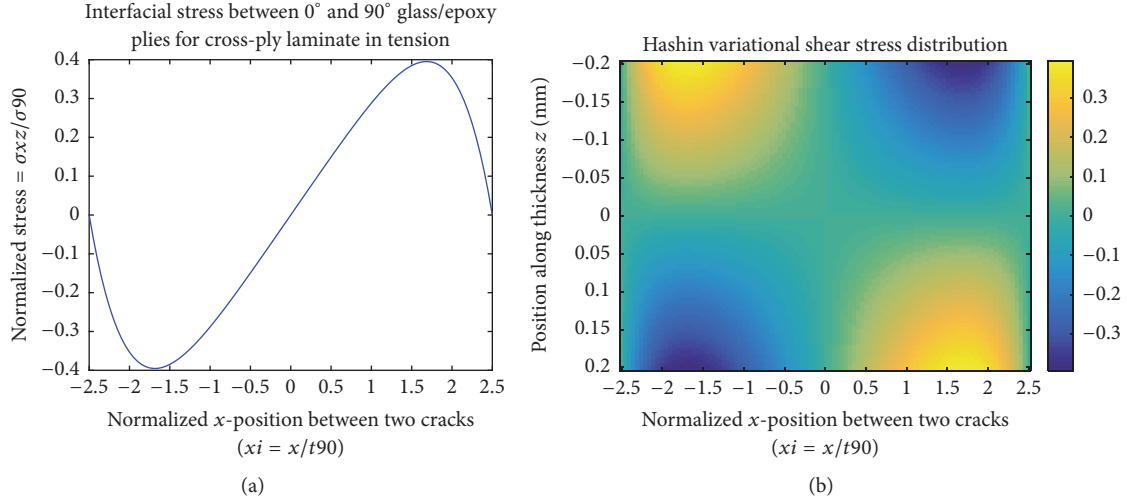 Interfacial stress between 0° and 90° glass/epoxy
plies for cross-ply laminate in tension
0.4
0.3
0.2
0.1
0
−0.1
−0.2
−0.3
−0.4
Normalized stress = σxz/σ90
−2.5 −2 −1.5 −1 −0.5 0 0.5 1 1.5 2 2.5
Normalized x-position between two cracks
(xi = x/t90)
(a)
Hashin variational shear stress distribution
−0.2
−0.15
−0.1
−0.05
0
0.05
0.1
0.15
0.2
Position along thickness z (mm)
−2.5 −2 −1.5 −1 −0.5 0 0.5 1 1.5 2 2.5
Normalized x-position between two cracks
(xi = x/t90)
0.3
0.2
0.1
0
−0.1
−0.2
−0.3
(b)